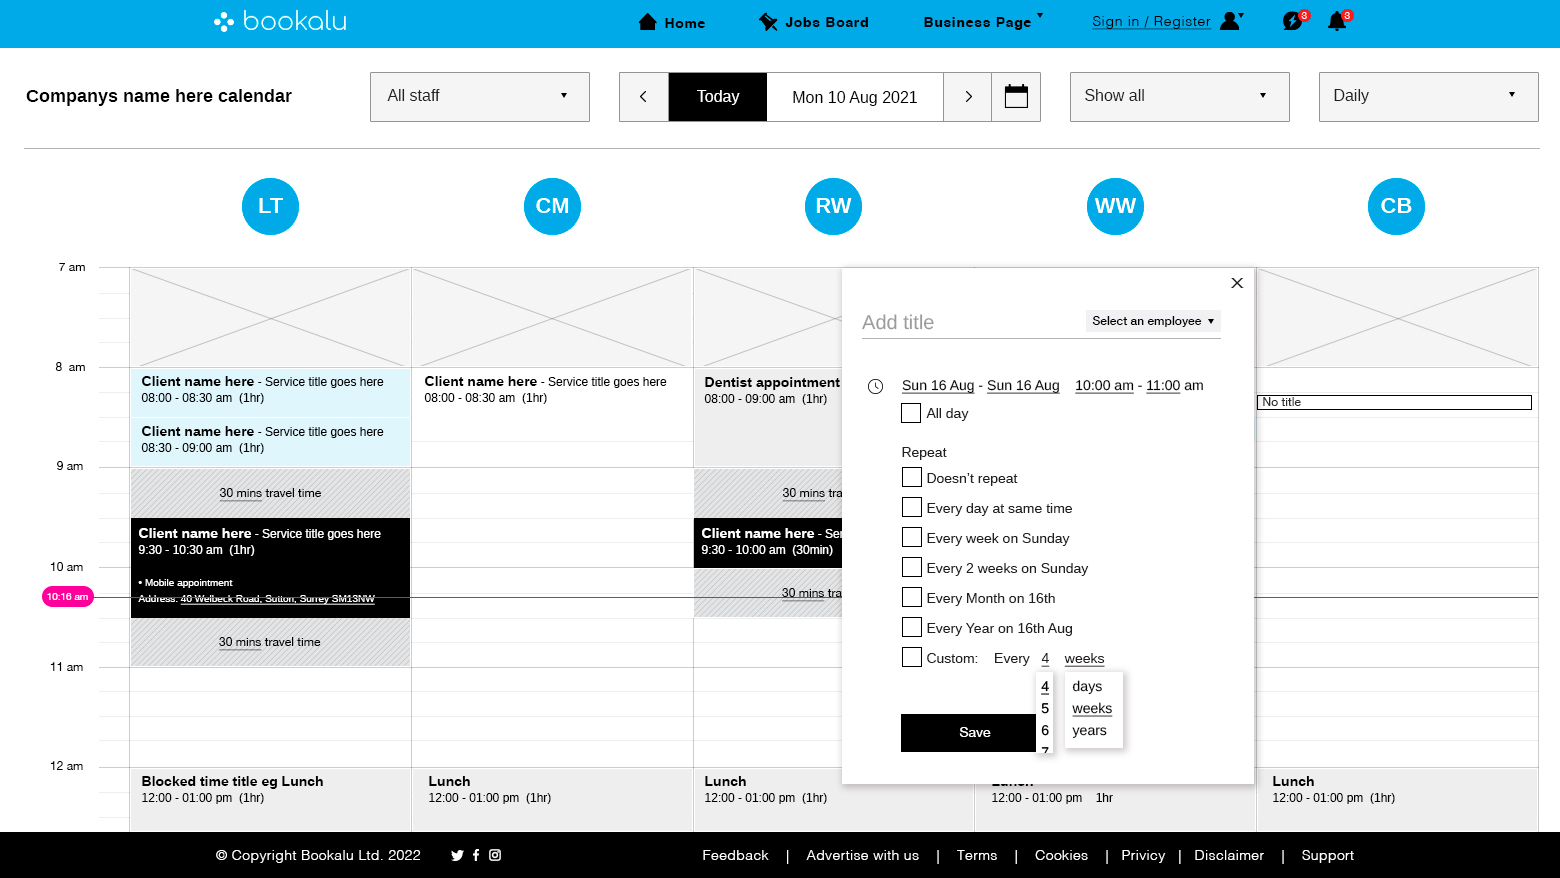 bookalu
Home
Jobs Board
Business Page
Sign in / Register
3
3
Companys name here calendar
All staff
Today
Mon 10 Aug 2021
Show all
Daily
LT
CM
RW
WW
CB
7 am
8 am
9 am
10 am
10:16 am
11 am
12 am
Client name here - Service title goes here
08:00 - 08:30 am (1hr)
Client name here - Service title goes here
08:30 - 09:00 am (1hr)
30 mins travel time
Client name here - Service title goes here
9:30 - 10:30 am (1hr)
• Mobile appointment
Address: 40 Welbeck Road, Sutton, Surrey SM13NW
30 mins travel time
Blocked time title eg Lunch
12:00 - 01:00 pm (1hr)
Client name here - Service title goes here
08:00 - 08:30 am (1hr)
Lunch
12:00 - 01:00 pm (1hr)
Dentist appointment
08:00 - 09:00 am (1hr)
30 mins tra
Client name here - Se
9:30 - 10:00 am (30min)
30 mins tra
Lunch
12:00 - 01:00 pm (1hr)
Add title
Select an employee
Sun 16 Aug - Sun 16 Aug 10:00 am - 11:00 am
All day
Repeat
Doesn’t repeat
Every day at same time
Every week on Sunday
Every 2 weeks on Sunday
Every Month on 16th
Every Year on 16th Aug
Custom: Every 4 weeks
4
5
6
7
days
weeks
years
Save
Lunch
12:00 - 01:00 pm 1hr
No title
Lunch
12:00 - 01:00 pm (1hr)
© Copyright Bookalu Ltd. 2022
Feedback | Advertise with us | Terms | Cookies | Privicy | Disclaimer | Support